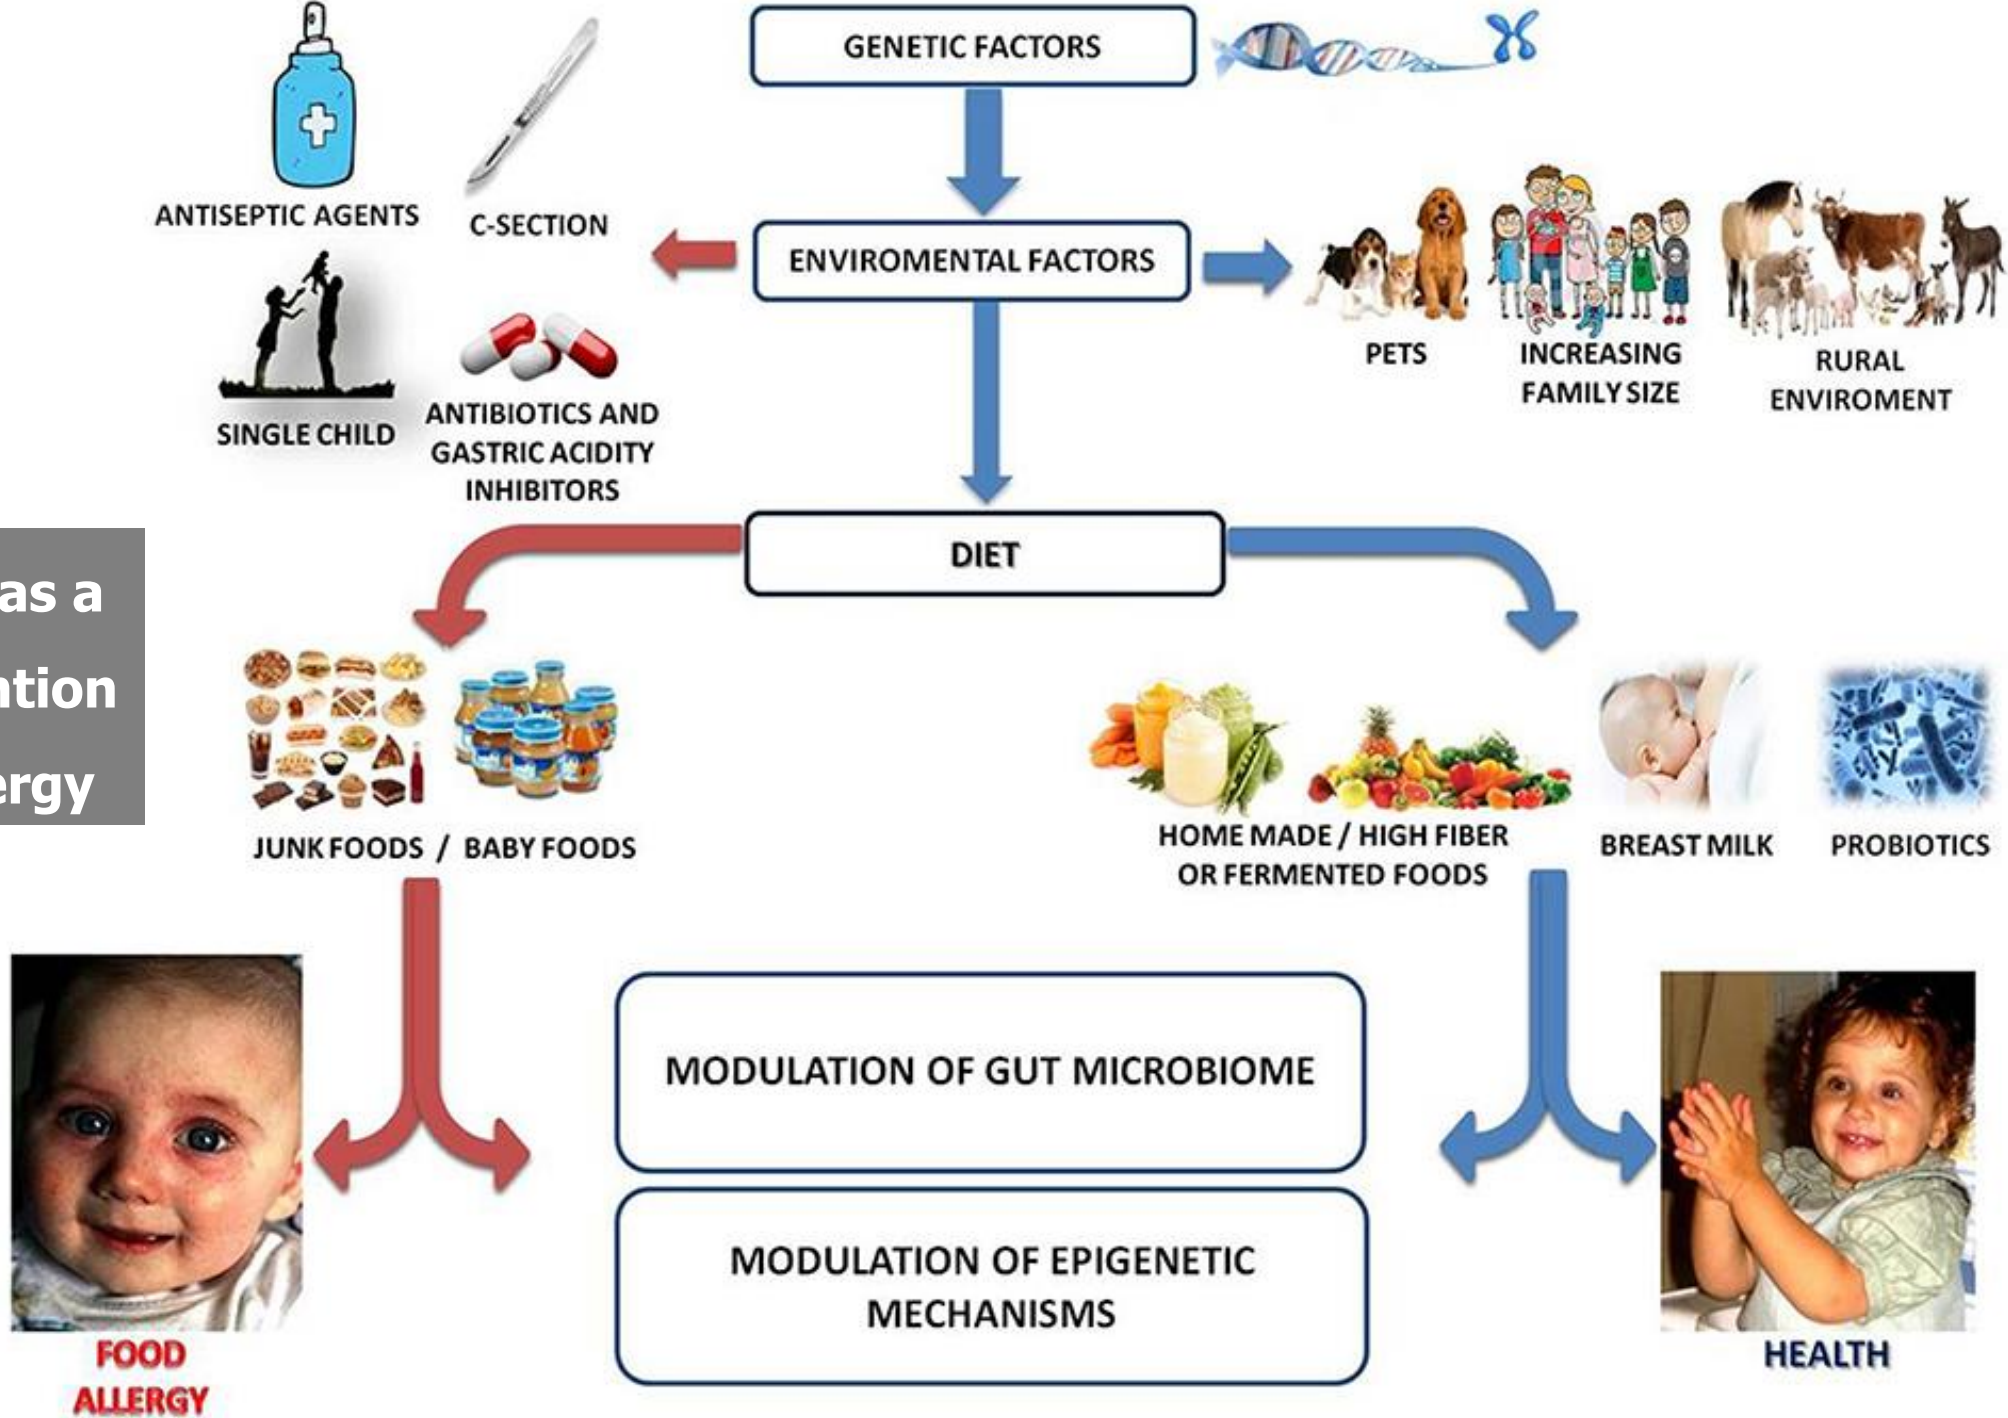 GENETIC FACTORS
ANTISEPTIC AGENTS
C-SECTION
ENVIROMENTAL FACTORS
SINGLE CHILD
ANTIBIOTICS AND
GASTRIC ACIDITY
INHIBITORS
PETS
INCREASING
FAMILY SIZE
RURAL
ENVIROMENT
DIET
as a
JUNK FOODS / BABY FOODS
HOME MADE / HIGH FIBER
OR FERMENTED FOODS
BREAST MILK
PROBIOTICS
MODULATION OF GUT MICROBIOME
MODULATION OF EPIGENETIC
MECHANISMS
FOOD
ALLERGY
HEALTH